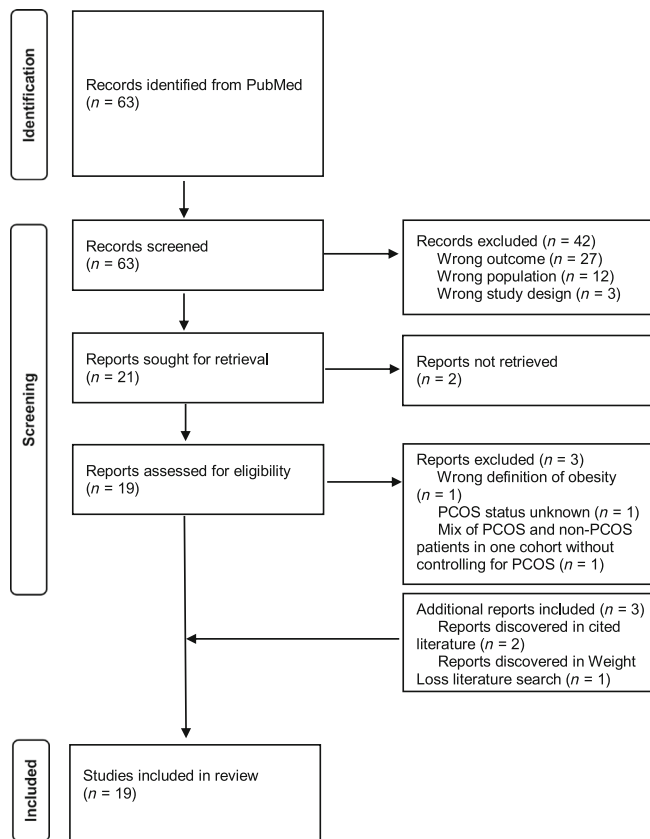 Identification
Records identified from PubMed
(n = 63)
Screening
Records screened
(n = 63)
Records excluded (n = 42)
Wrong outcome (n = 27)
Wrong population (n = 12)
Wrong study design (n = 3)
Reports sought for retrieval
(n = 21)
Reports not retrieved
(n = 2)
Reports assessed for eligibility
(n = 19)
Reports excluded (n = 3)
Wrong definition of obesity
(n = 1)
PCOS status unknown (n = 1)
Mix of PCOS and non-PCOS
patients in one cohort without
controlling for PCOS (n = 1)
Additional reports included (n = 3)
Reports discovered in cited
literature (n = 2)
Reports discovered in Weight
Loss literature search (n = 1)
Included
Studies included in review
(n = 19)